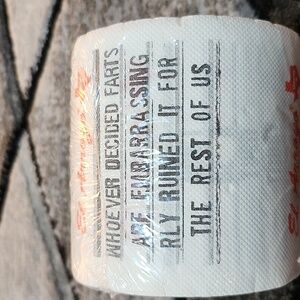 WHOEVER DECIDED FARTS
ARE EMBARRASSING
RLY RUINED IT FOR
THE REST OF US